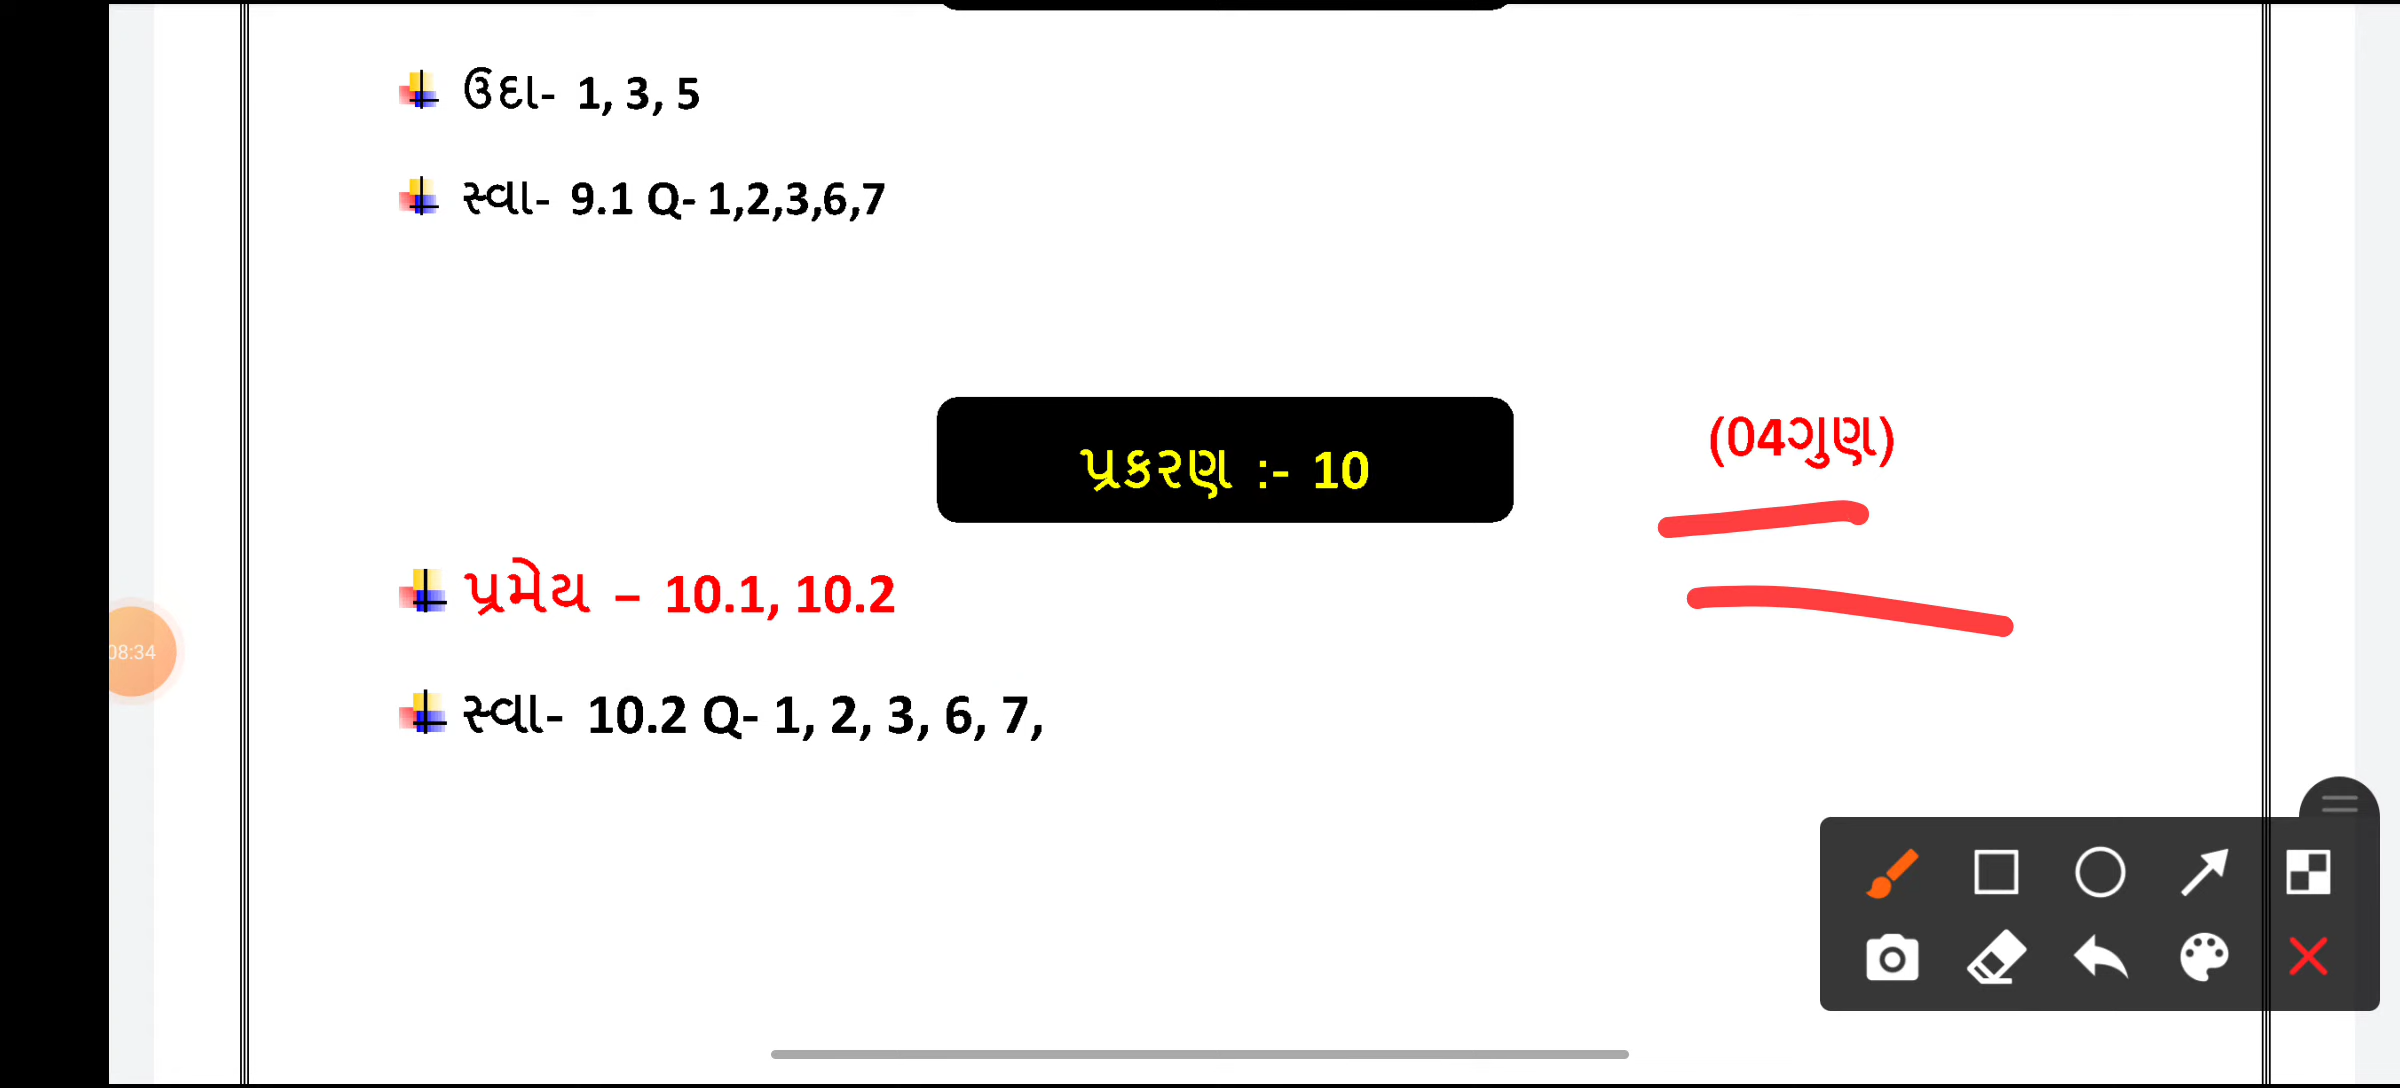 ઉદા- 1, 3, 5
સ્વા- 9.1 Q- 1,2,3,6,7
પ્રકરણ :- 10
(04ગુણ)
પ્રમેય – 10.1, 10.2
સ્વા- 10.2 Q- 1, 2, 3, 6, 7,
08:34